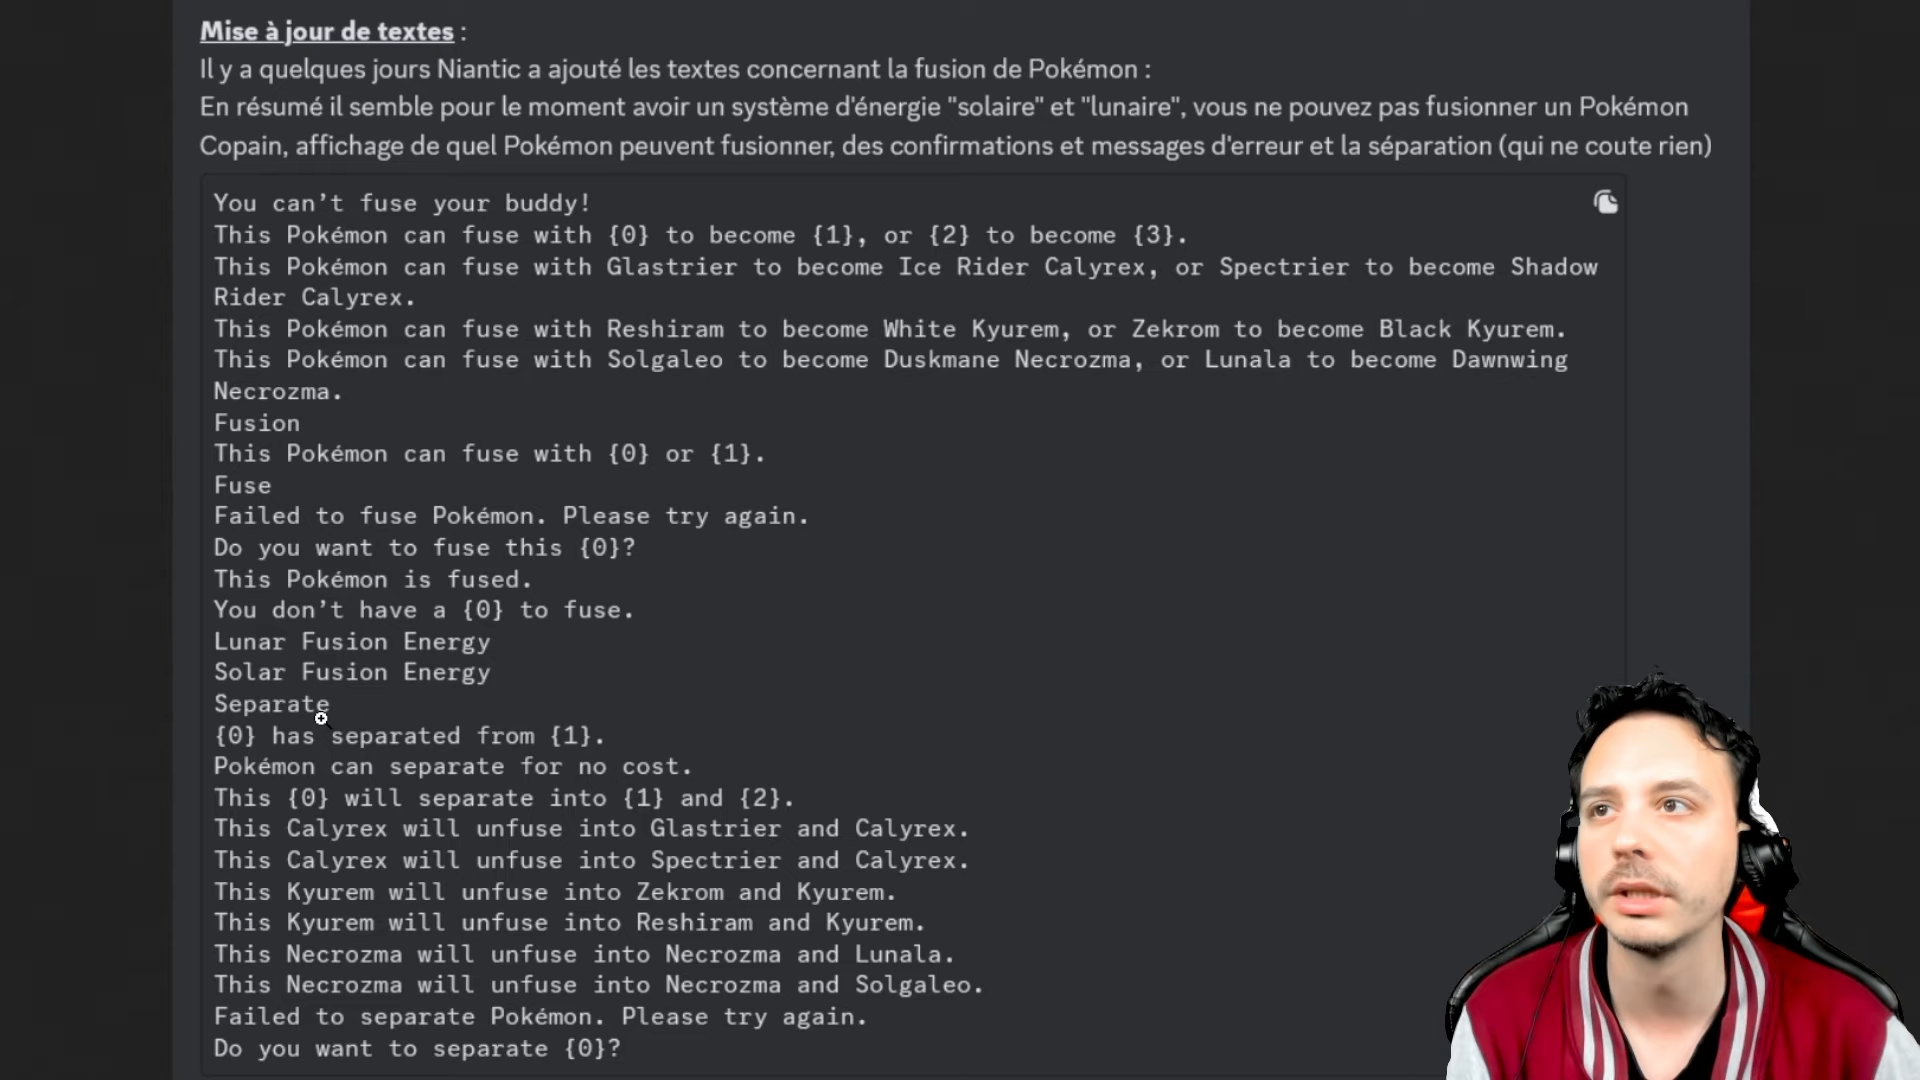 Mise à jour de textes :
Il y a quelques jours Niantic a ajouté les textes concernant la fusion de Pokémon :
En résumé il semble pour le moment avoir un système d'énergie "solaire" et "lunaire", vous ne pouvez pas fusionner un Pokémon
Copain, affichage de quel Pokémon peuvent fusionner, des confirmations et messages d'erreur et la séparation (qui ne coute rien)
You can’t fuse your buddy!
This Pokémon can fuse with {0} to become {1}, or {2} to become {3}.
This Pokémon can fuse with Glastrier to become Ice Rider Calyrex, or Spectrier to become Shadow
Rider Calyrex.
This Pokémon can fuse with Reshiram to become White Kyurem, or Zekrom to become Black Kyurem.
This Pokémon can fuse with Solgaleo to become Duskmane Necrozma, or Lunala to become Dawnwing
Necrozma.
Fusion
This Pokémon can fuse with {0} or {1}.
Fuse
Failed to fuse Pokémon. Please try again.
Do you want to fuse this {0}?
This Pokémon is fused.
You don’t have a {0} to fuse.
Lunar Fusion Energy
Solar Fusion Energy
Separate
{0} has separated from {1}.
Pokémon can separate for no cost.
This {0} will separate into {1} and {2}.
This Calyrex will unfuse into Glastrier and Calyrex.
This Calyrex will unfuse into Spectrier and Calyrex.
This Kyurem will unfuse into Zekrom and Kyurem.
This Kyurem will unfuse into Reshiram and Kyurem.
This Necrozma will unfuse into Necrozma and Lunala.
This Necrozma will unfuse into Necrozma and Solgaleo.
Failed to separate Pokémon. Please try again.
Do you want to separate {0}?